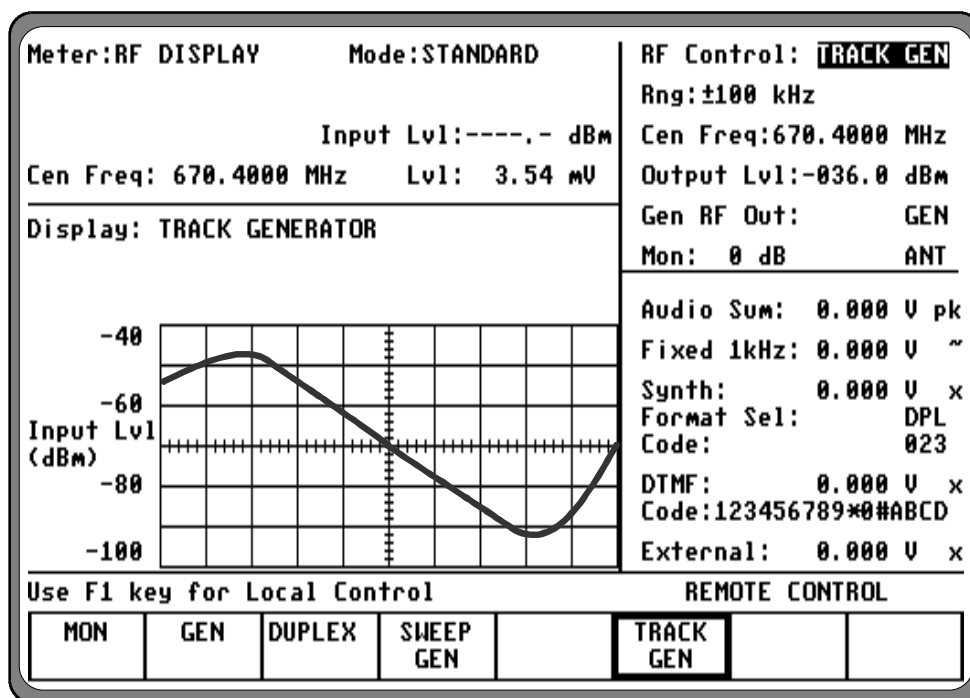 Meter:RF DISPLAY Mode:STANDARD
Input Lvl:----.- dBm
Cen Freq: 670.4000 MHz Lvl: 3.54 mV
Display: TRACK GENERATOR
-40
-60
Input Lvl
(dBm)
-80
-100
RF Control: TRACK GEN
Rng:±100 kHz
Cen Freq:670.4000 MHz
Output Lvl:-036.0 dBm
Gen RF Out: GEN
Mon: 0 dB ANT
Audio Sum: 0.000 V pk
Fixed 1kHz: 0.000 V ~
Synth: 0.000 V x
Format Sel: DPL
Code: 023
DTMF: 0.000 V x
Code:123456789*0#ABCD
External: 0.000 V x
Use F1 key for Local Control REMOTE CONTROL
MON GEN DUPLEX SWEEP TRACK
GEN GEN